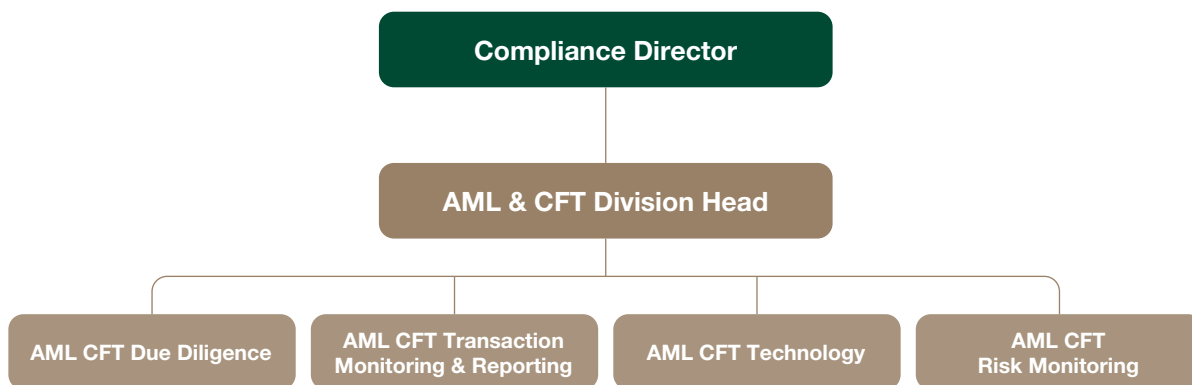 Compliance Director
AML & CFT Division Head
AML CFT Due Diligence
AML CFT Transaction
Monitoring & Reporting
AML CFT Technology
AML CFT
Risk Monitoring